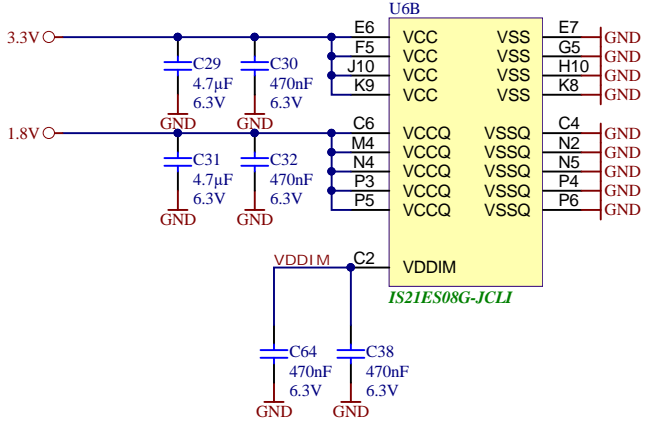 U6B
3.3V
E6 VCC VSS E7 GND
F5 VCC VSS G5 GND
J10 VCC VSS H10 GND
K9 VCC VSS K8 GND
C29 C30
4.7µF 470nF
6.3V 6.3V
GND GND
1.8V
C6 VCCQ VSSQ C4 GND
M4 VCCQ VSSQ N2 GND
N4 VCCQ VSSQ N5 GND
P3 VCCQ VSSQ P4 GND
P5 VCCQ VSSQ P6 GND
C31 C32
4.7µF 470nF
6.3V 6.3V
GND GND
VDDIM C2 VDDIM
IS21ES08G-JCLI
C64 C38
470nF 470nF
6.3V 6.3V
GND GND